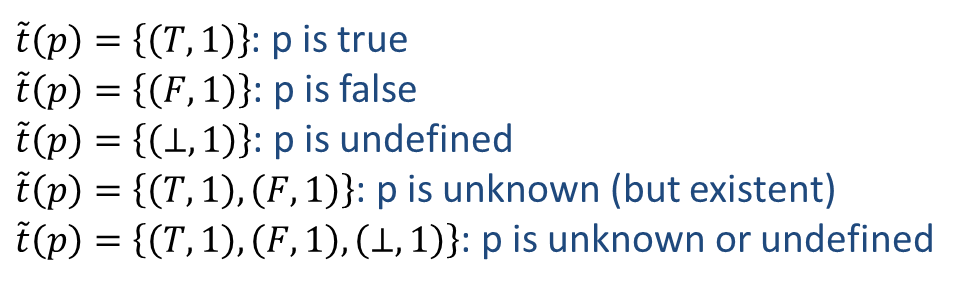 t̃(p) = {(T, 1)}: p is true
t̃(p) = {(F, 1)}: p is false
t̃(p) = {(⊥, 1)}: p is undefined
t̃(p) = {(T, 1), (F, 1)}: p is unknown (but existent)
t̃(p) = {(T, 1), (F, 1), (⊥, 1)}: p is unknown or undefined